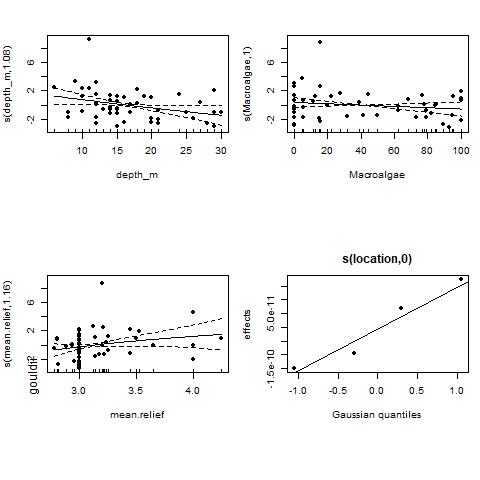 s(depth_m,1.08)
6
2
-2
5 10 15 20 25 30
depth_m
s(Macroalgae,1)
6
2
-2
0 20 40 60 80 100
Macroalgae
s(mean.relief,1.16)
gouldii
6
2
-2
3.0 3.5 4.0
mean.relief
s(location,0)
effects
5.0e-11
-1.5e-10
-1.0 -0.5 0.0 0.5 1.0
Gaussian quantiles